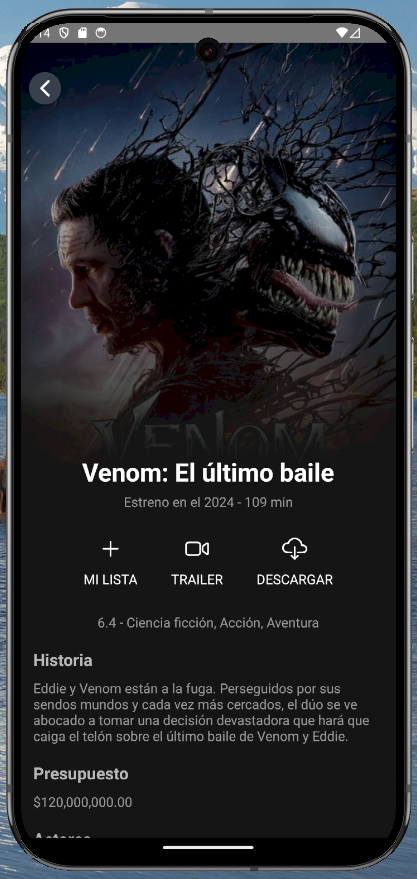 VENOM
Venom: El último baile
Estreno en el 2024 - 109 min
MI LISTA TRAILER DESCARGAR
6.4 - Ciencia ficción, Acción, Aventura
Historia
Eddie y Venom están a la fuga. Perseguidos por sus
sendos mundos y cada vez más cercados, el dúo se ve
abocado a tomar una decisión devastadora que hará que
caiga el telón sobre el último baile de Venom y Eddie.
Presupuesto
$120,000,000.00
Actores